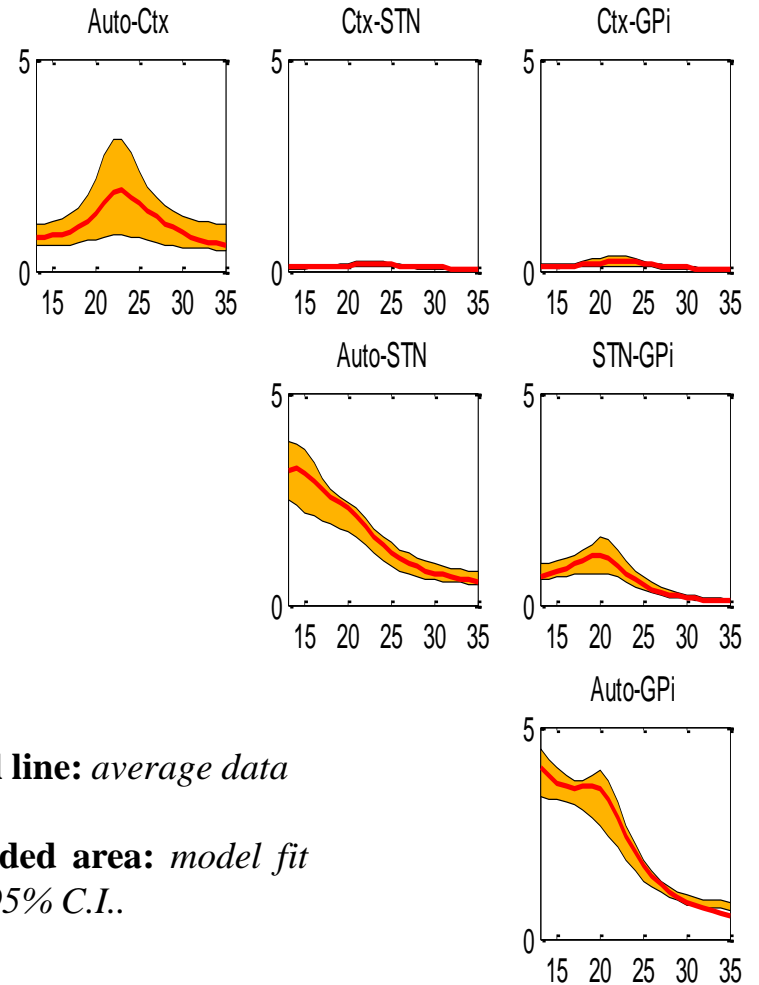 Auto-Ctx Ctx-STN Ctx-GPi
5 5 5
0 0 0
15 20 25 30 35 15 20 25 30 35 15 20 25 30 35
Auto-STN STN-GPi
5 5
0 0
15 20 25 30 35 15 20 25 30 35
Auto-GPi
5
line: average data
area: model fit
95% C.I..
0
15 20 25 30 35